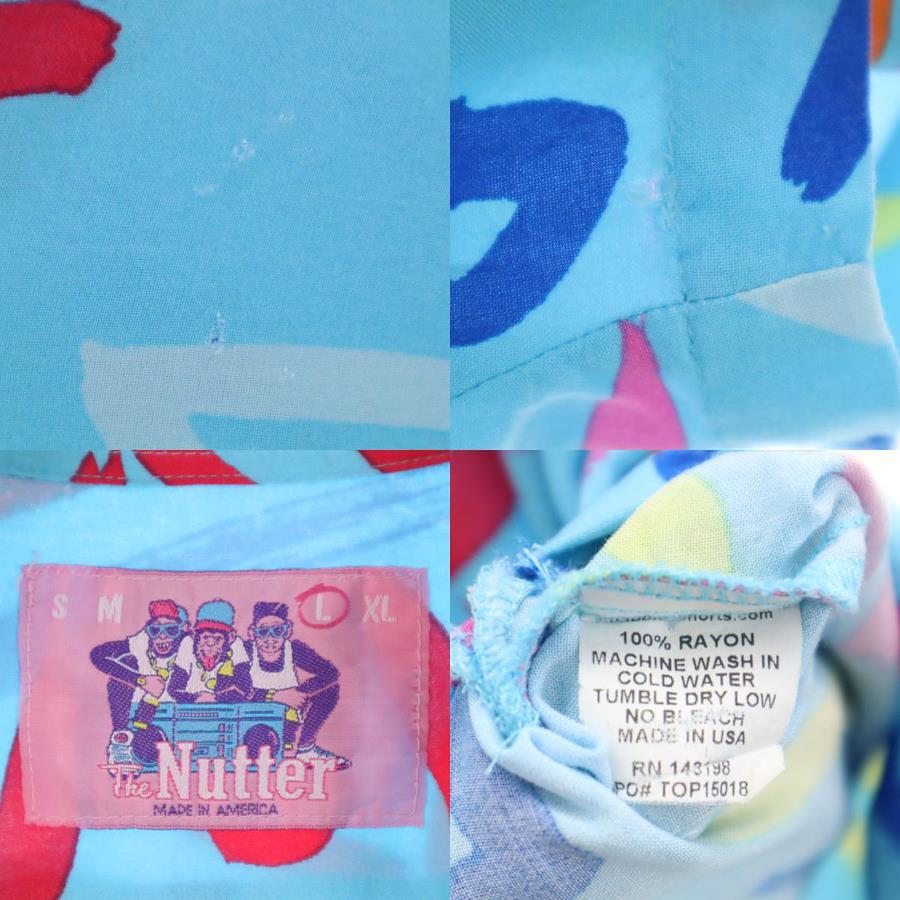 S M L XL
The Nutter
MADE IN AMERICA
100% RAYON
MACHINE WASH IN
COLD WATER
TUMBLE DRY LOW
NO BLEACH
MADE IN USA
RN 143198
PO# TOP15018